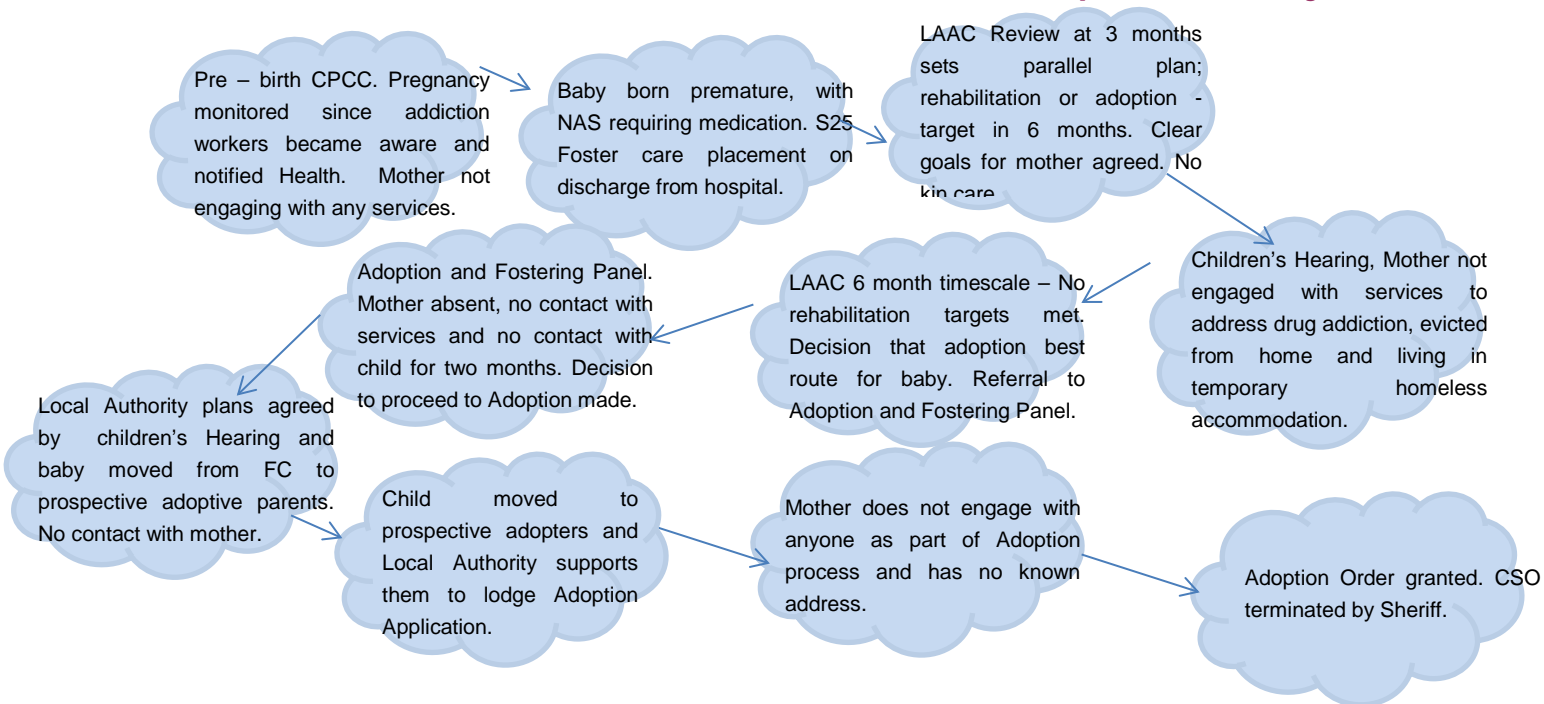 Pre – birth CPCC. Pregnancy
monitored since addiction
workers became aware and
notified Health. Mother not
engaging with any services.
Baby born premature, with
NAS requiring medication. S25
Foster care placement on
discharge from hospital.
LAAC Review at 3 months
sets parallel plan;
rehabilitation or adoption -
target in 6 months. Clear
goals for mother agreed. No
kin care
Children's Hearing, Mother not
engaged with services to
address drug addiction, evicted
from home and living in
temporary homeless
accommodation.
LAAC 6 month timescale – No
rehabilitation targets met.
Decision that adoption best
route for baby. Referral to
Adoption and Fostering Panel.
Adoption and Fostering Panel.
Mother absent, no contact with
services and no contact with
child for two months. Decision
to proceed to Adoption made.
Local Authority plans agreed
by children's Hearing and
baby moved from FC to
prospective adoptive parents.
No contact with mother.
Child moved to
prospective adopters and
Local Authority supports
them to lodge Adoption
Application.
Mother does not engage with
anyone as part of Adoption
process and has no known
address.
Adoption Order granted. CSO
terminated by Sheriff.